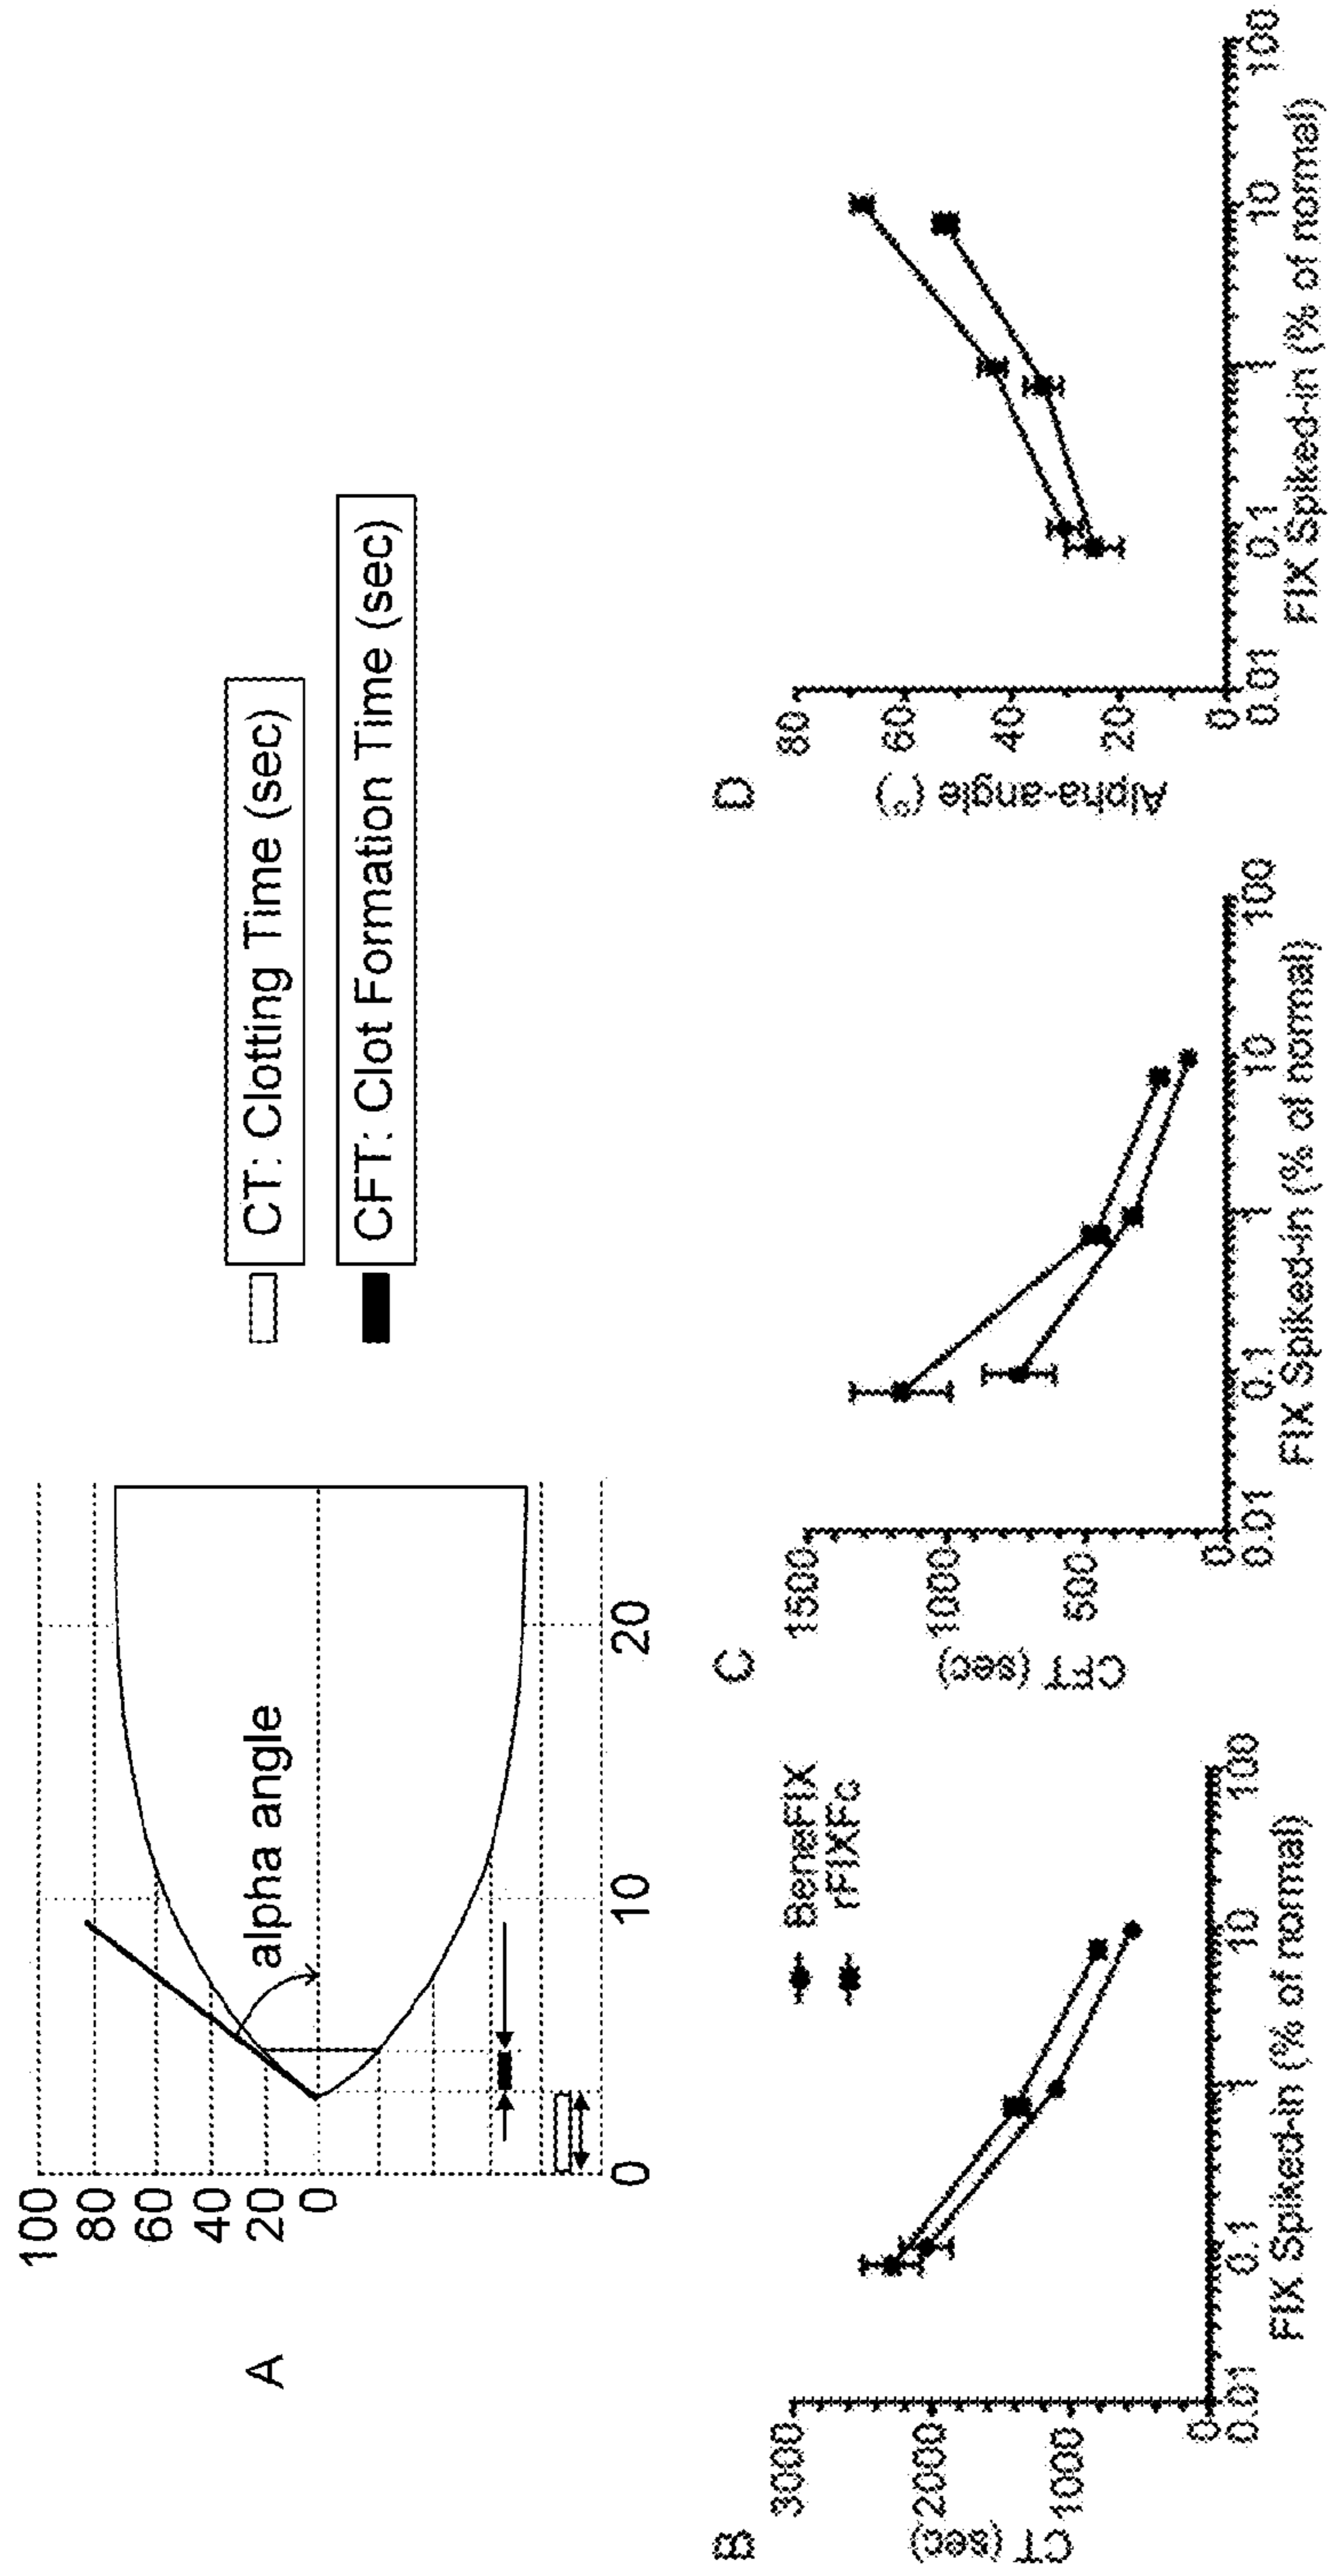 A
100
80
60
40
20
0
alpha angle
0
10
20
CT: Clotting Time (sec)
CFT: Clot Formation Time (sec)
B
CT (sec)
3000
2000
1000
0
0.01
0.1
1
10
100
FIX Spiked-in (% of normal)
BeneFIX
rFIXFc
C
CFT (sec)
1500
1000
500
0
0.01
0.1
1
10
100
FIX Spiked-in (% of normal)
D
Alpha-angle (°)
80
60
40
20
0
0.01
0.1
1
10
100
FIX Spiked-in (% of normal)